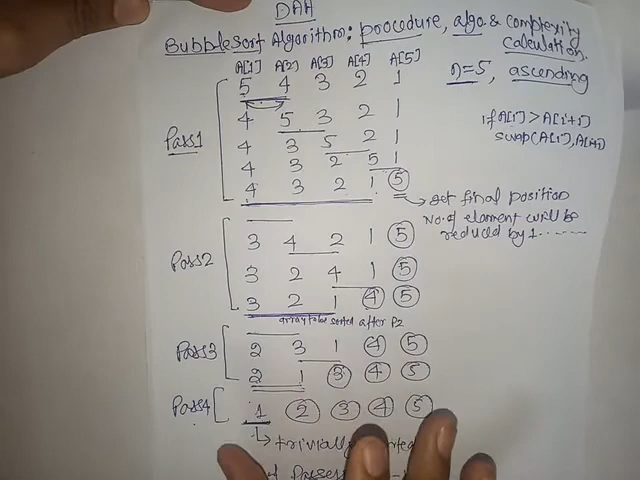 DAA
BubbleSort Algorithm: procedure, algo. & complexity
calculation.
A[1] A[2] A[3] A[4] A[5]
n=5, ascending
5 4 3 2 1
4 5 3 2 1
if A[i] > A[i+1]
swap(A[i], A[i+1])
Pass1
4 3 5 2 1
4 3 2 5 1
4 3 2 1 5
Get final position
No. of element will be
reduced by 1 ........
3 4 2 1 5
Pass2
3 2 4 1 5
3 2 1 4 5
array to be sorted after P2
Pass3
2 3 1 4 5
2 1 3 4 5
Pass4
1 2 3 4 5
trivially
of Passes